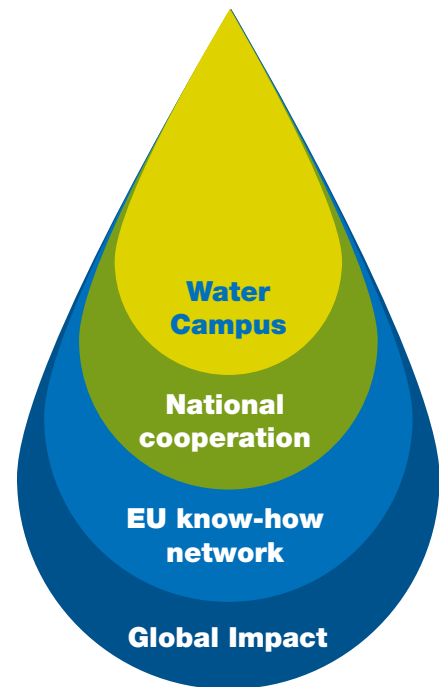 Water
Campus
National
cooperation
EU know-how
network
Global Impact